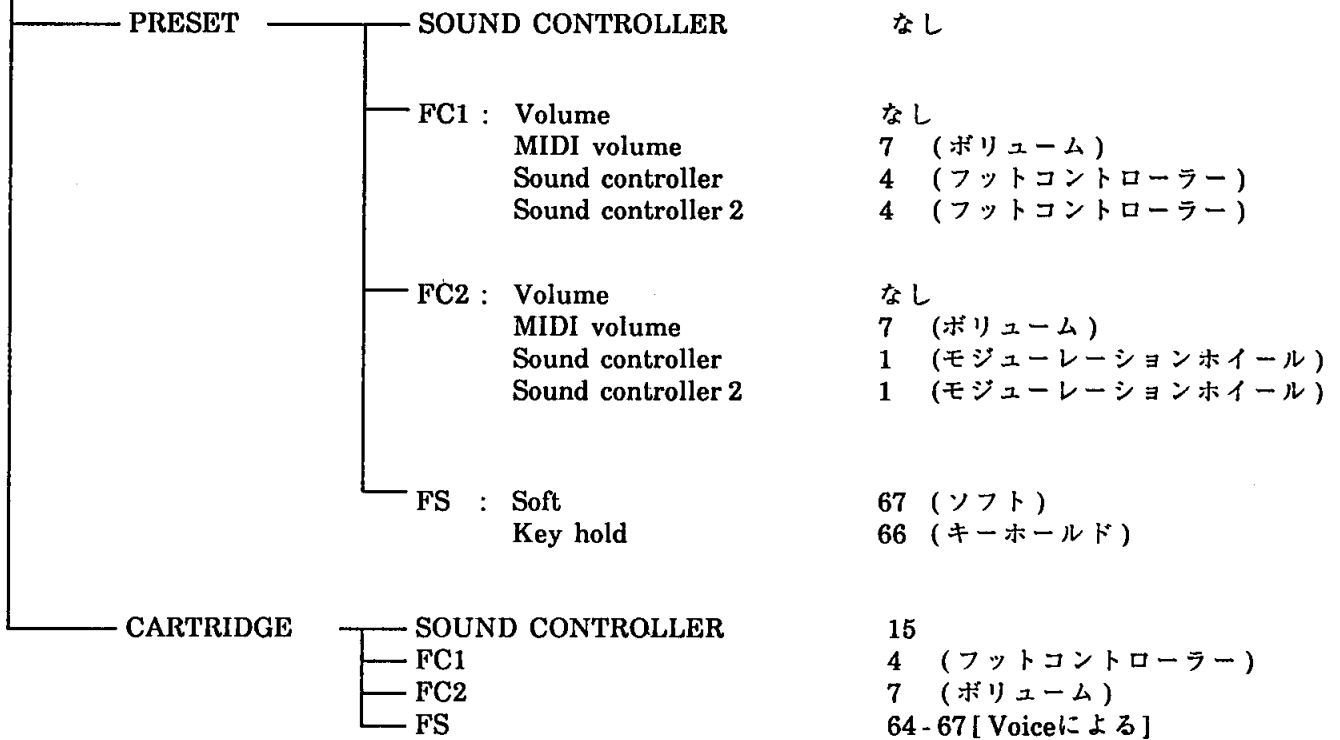 PRESET SOUND CONTROLLER なし
FC1 : Volume なし
MIDI volume 7 (ボリューム)
Sound controller 4 (フットコントローラー)
Sound controller 2 4 (フットコントローラー)
FC2 : Volume なし
MIDI volume 7 (ボリューム)
Sound controller 1 (モジューレーションホイール)
Sound controller 2 1 (モジューレーションホイール)
FS : Soft 67 (ソフト)
Key hold 66 (キーホールド)
CARTRIDGE SOUND CONTROLLER 15
FC1 4 (フットコントローラー)
FC2 7 (ボリューム)
FS 64-67[Voiceによる]